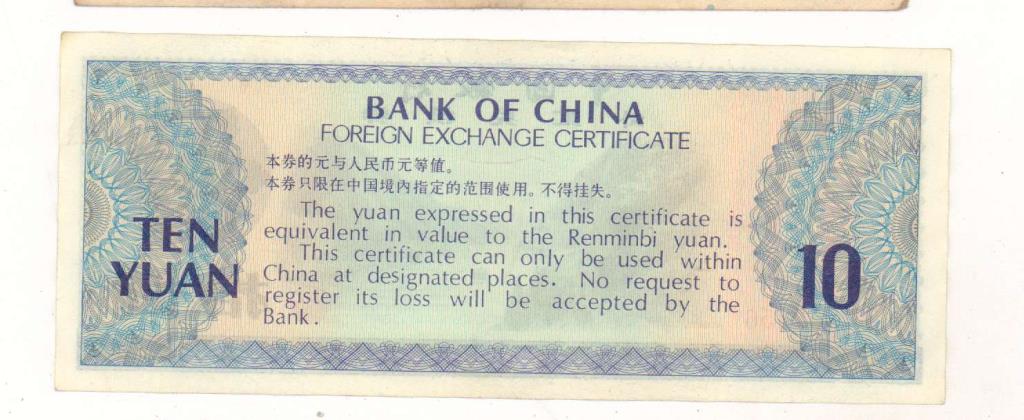 BANK OF CHINA
FOREIGN EXCHANGE CERTIFICATE
本券的元与人民币元等值。
本券只限在中国境内指定的范围使用。不得挂失。
The yuan expressed in this certificate is
equivalent in value to the Renminbi yuan.
This certificate can only be used within
China at designated places. No request to
register its loss will be accepted by the
Bank.
TEN
YUAN
10